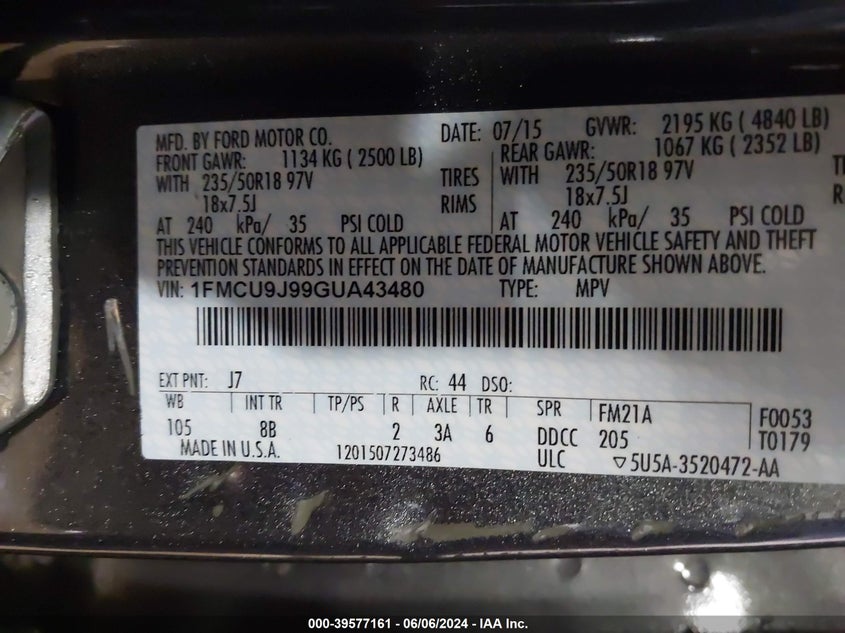 MFD. BY FORD MOTOR CO. DATE: 07/15 GVWR: 2195 KG ( 4840 LB)
FRONT GAWR: 1134 KG ( 2500 LB) REAR GAWR: 1067 KG ( 2352 LB)
WITH 235/50R18 97V TIRES WITH 235/50R18 97V
18x7.5J RIMS 18x7.5J
AT 240 kPa/ 35 PSI COLD AT 240 kPa/ 35 PSI COLD
THIS VEHICLE CONFORMS TO ALL APPLICABLE FEDERAL MOTOR VEHICLE SAFETY AND THEFT
PREVENTION STANDARDS IN EFFECT ON THE DATE OF MANUFACTURE SHOWN ABOVE.
VIN: 1FMCU9J99GUA43480 TYPE: MPV
EXT PNT: J7 RC: 44 DSO:
WB INT TR TP/PS R AXLE TR SPR FM21A F0053
105 8B 2 3A 6 DDCC 205 T0179
MADE IN U.S.A. 1201507273486 ULC ▽5U5A-3520472-AA
000-39577161 - 06/06/2024 - IAA Inc.